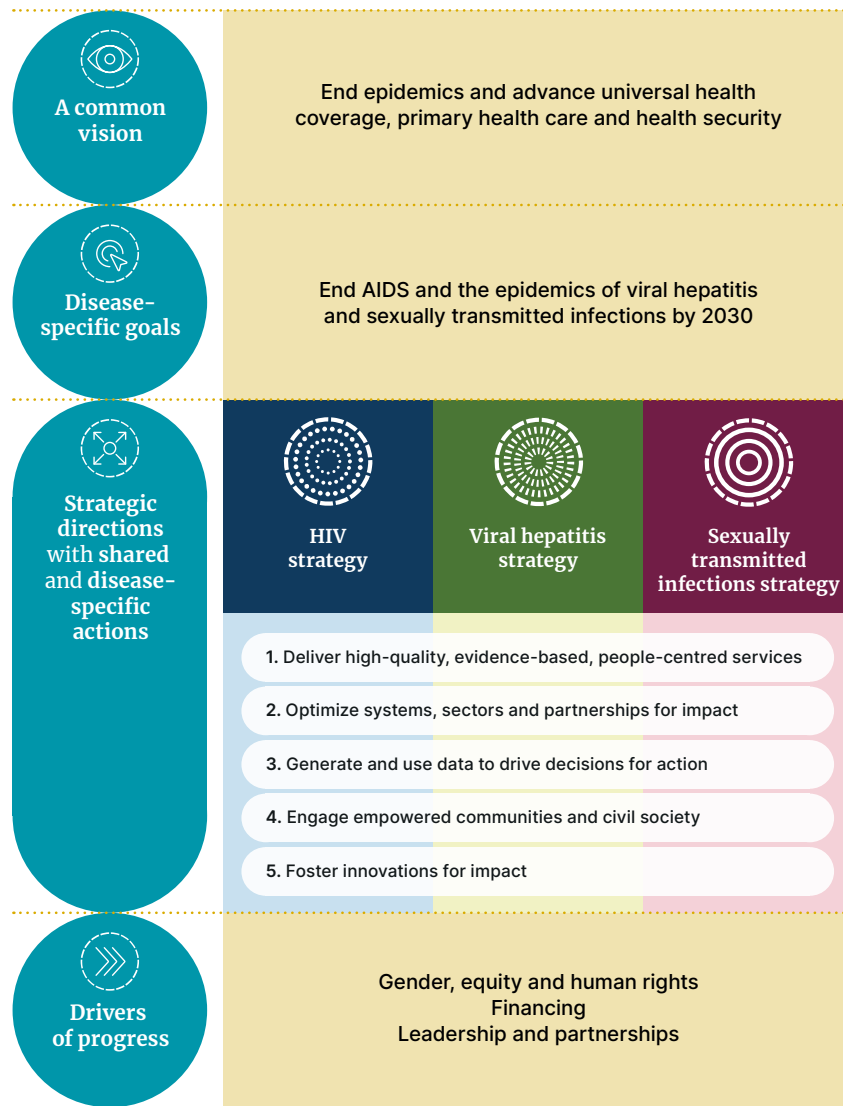 A common
vision
End epidemics and advance universal health
coverage, primary health care and health security
Disease-
specific goals
End AIDS and the epidemics of viral hepatitis
and sexually transmitted infections by 2030
Strategic
directions
with shared
and disease-
specific
actions
HIV
strategy
Viral hepatitis
strategy
Sexually
transmitted
infections strategy
1. Deliver high-quality, evidence-based, people-centred services
2. Optimize systems, sectors and partnerships for impact
3. Generate and use data to drive decisions for action
4. Engage empowered communities and civil society
5. Foster innovations for impact
Drivers
of progress
Gender, equity and human rights
Financing
Leadership and partnerships